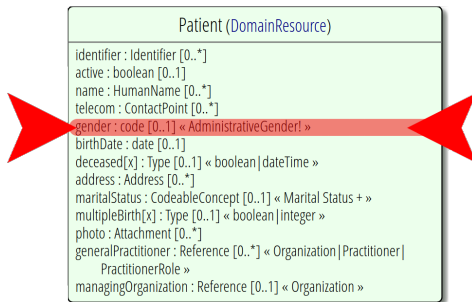 Patient (DomainResource)
identifier : Identifier [0..*]
active : boolean [0..1]
name : HumanName [0..*]
telecom : ContactPoint [0..*]
gender : code [0..1] « AdministrativeGender! »
birthDate : date [0..1]
deceased[x] : Type [0..1] « boolean|dateTime »
address : Address [0..*]
maritalStatus : CodeableConcept [0..1] « Marital Status + »
multipleBirth[x] : Type [0..1] « boolean|integer »
photo : Attachment [0..*]
generalPractitioner : Reference [0..*] « Organization|Practitioner|
PractitionerRole »
managingOrganization : Reference [0..1] « Organization »